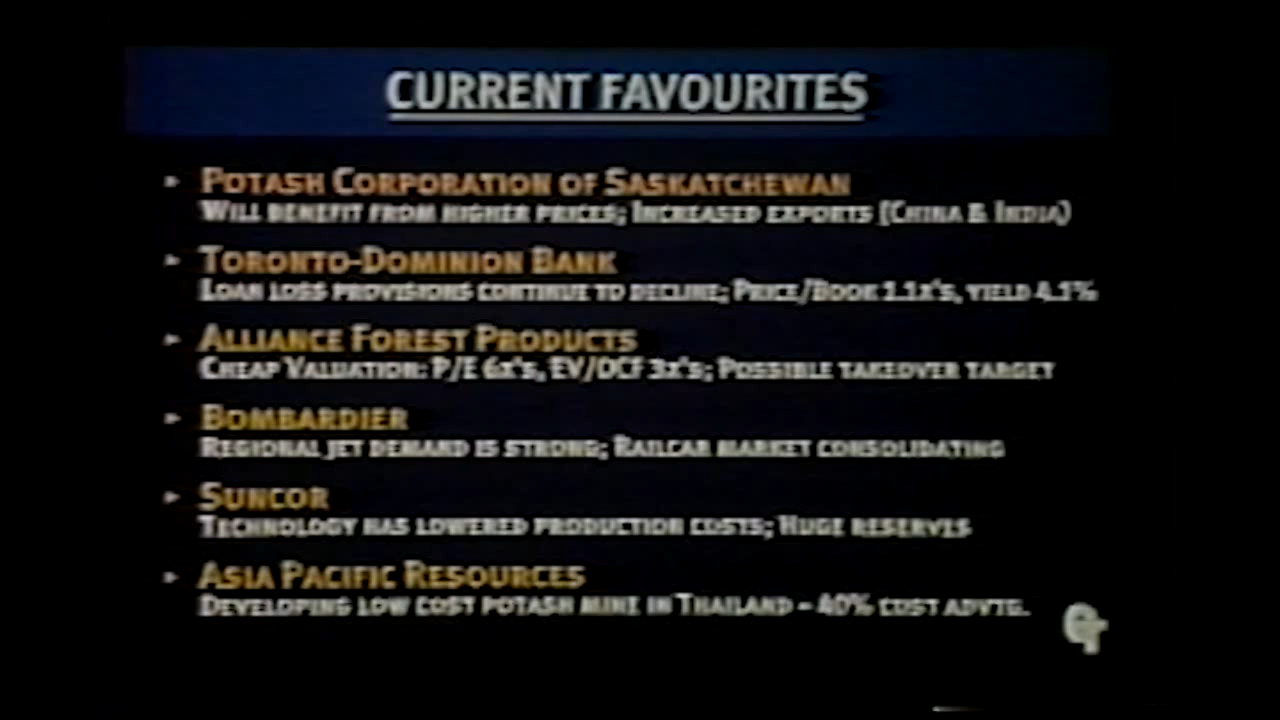 CURRENT FAVOURITES
► POTASH CORPORATION OF SASKATCHEWAN
WILL BENEFIT FROM HIGHER PRICES; INCREASED EXPORTS (CHINA & INDIA)
► TORONTO-DOMINION BANK
LOAN LOSS PROVISIONS CONTINUE TO DECLINE; PRICE/BOOK 1.1X'S, YIELD 4.1%
► ALLIANCE FOREST PRODUCTS
CHEAP VALUATION: P/E 6X'S, EV/OCF 3X'S; POSSIBLE TAKEOVER TARGET
► BOMBARDIER
REGIONAL JET DEMAND IS STRONG; RAILCAR MARKET CONSOLIDATING
► SUNCOR
TECHNOLOGY HAS LOWERED PRODUCTION COSTS; HUGE RESERVES
► ASIA PACIFIC RESOURCES
DEVELOPING LOW COST POTASH MINE IN THAILAND - 40% COST ADVTG.